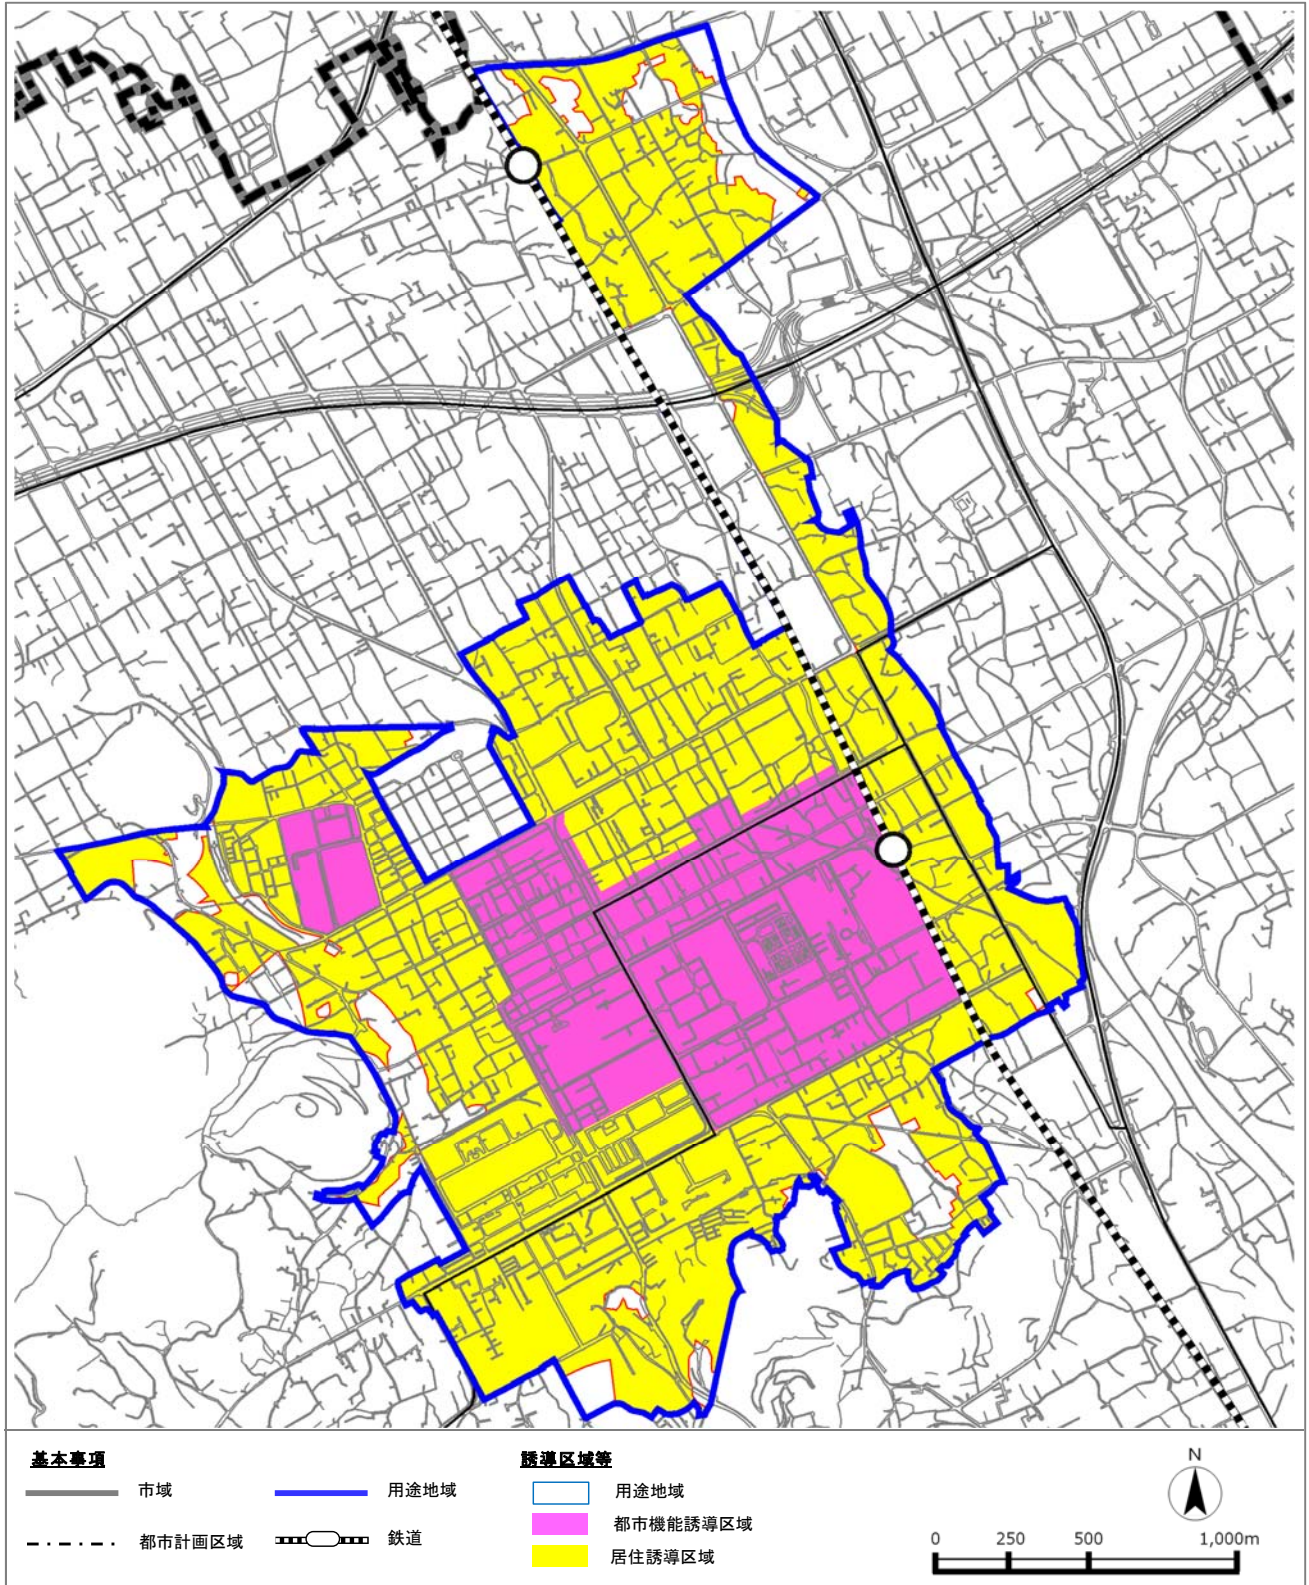 基本事項
市域
用途地域
都市計画区域
鉄道
誘導区域等
用途地域
都市機能誘導区域
居住誘導区域
N
0 250 500 1,000m